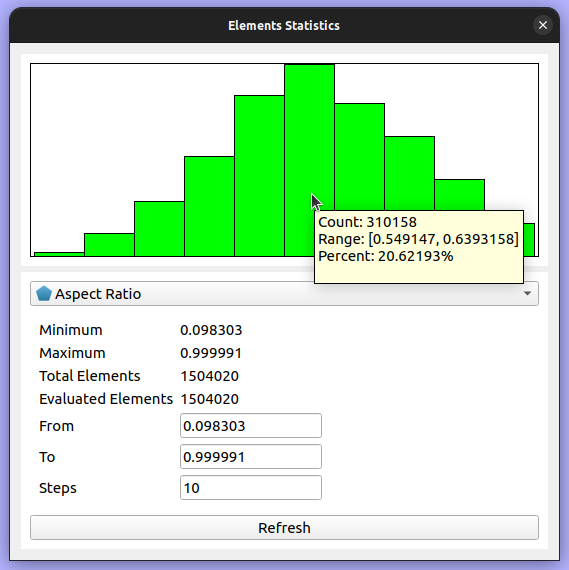 Elements Statistics
Count: 310158
Range: [0.549147, 0.6393158]
Percent: 20.62193%
Aspect Ratio
Minimum 0.098303
Maximum 0.999991
Total Elements 1504020
Evaluated Elements 1504020
From 0.098303
To 0.999991
Steps 10
Refresh